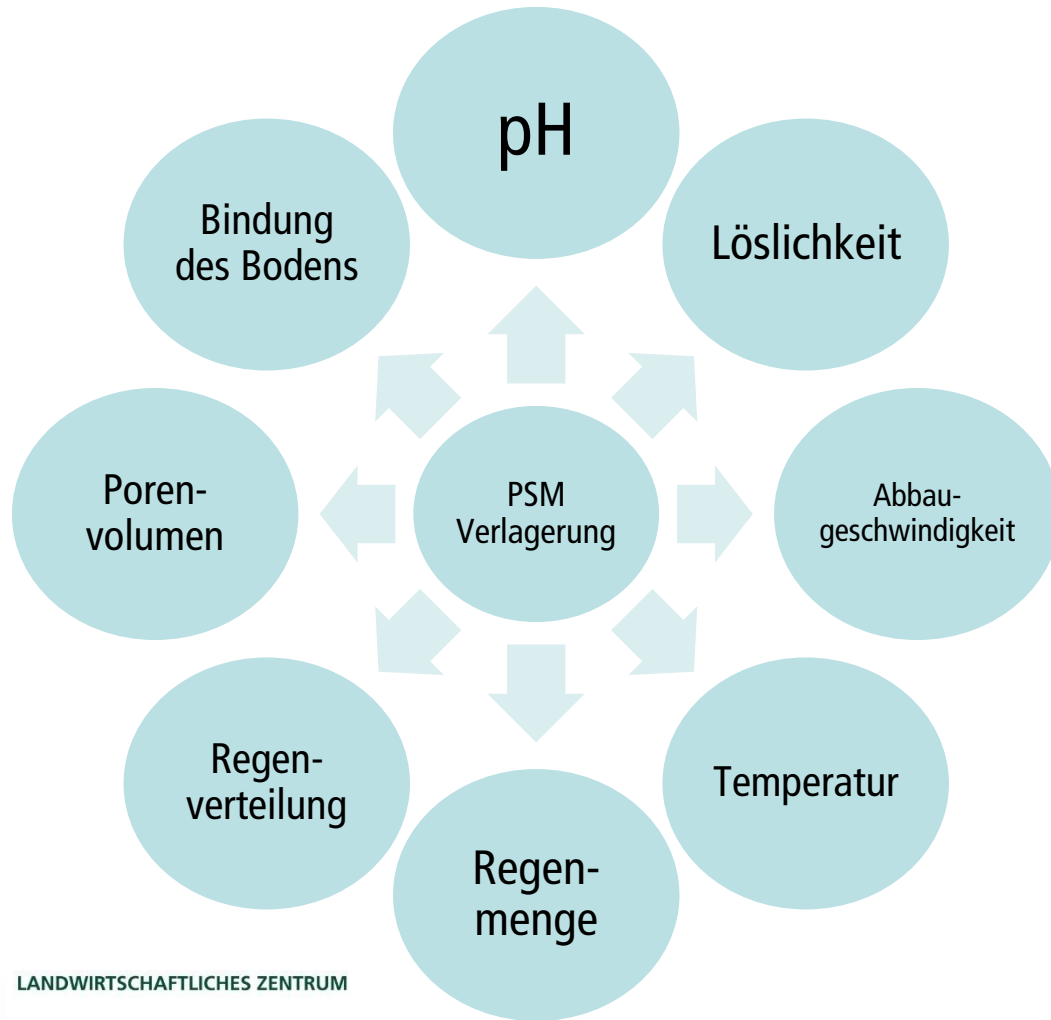 pH
Löslichkeit
Abbau-
geschwindigkeit
Temperatur
Regen-
menge
Regen-
verteilung
Poren-
volumen
Bindung
des Bodens
PSM
Verlagerung
LANDWIRTSCHAFTLICHES ZENTRUM